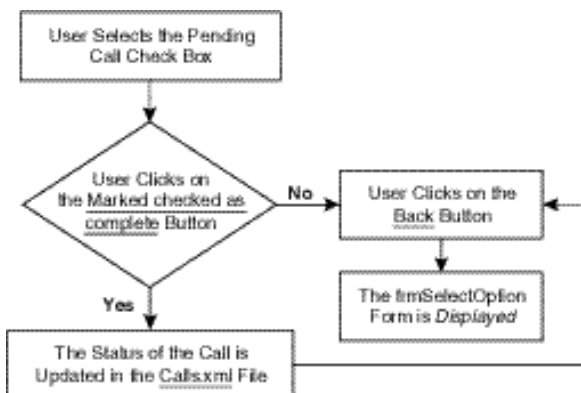 User Selects the Pending
Call Check Box
User Clicks on
the Marked checked as
complete Button
No
User Clicks on the
Back Button
Yes
The frmSelectOption
Form is Displayed
The Status of the Call is
Updated in the Calls.xml File